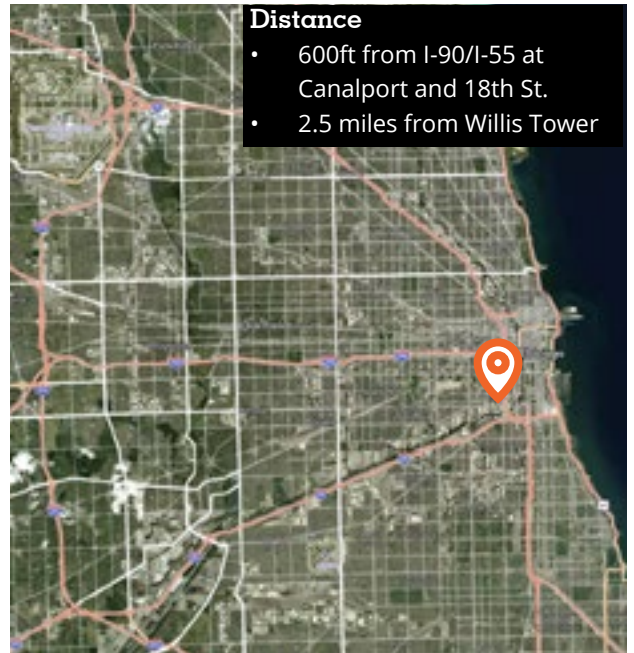 Distance
• 600ft from I-90/I-55 at
Canalport and 18th St.
• 2.5 miles from Willis Tower